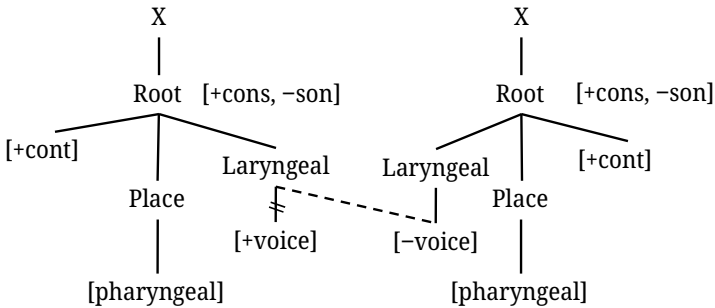 X X
Root [+cons, −son] Root [+cons, −son]
[+cont] Laryngeal Laryngeal [+cont]
Place Place
[+voice] [−voice]
[pharyngeal] [pharyngeal]